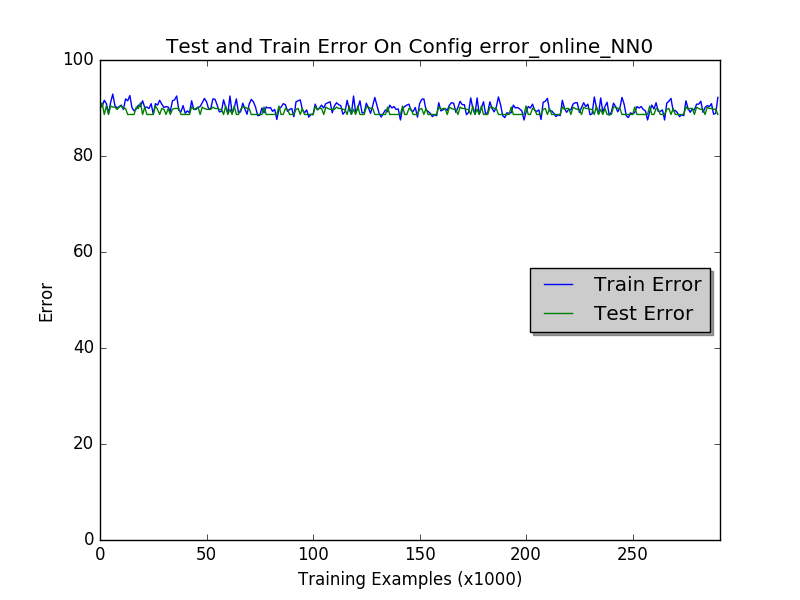 Test and Train Error On Config error_online_NN0
100
80
60
40
20
0
Error
Train Error
Test Error
0 50 100 150 200 250
Training Examples (x1000)